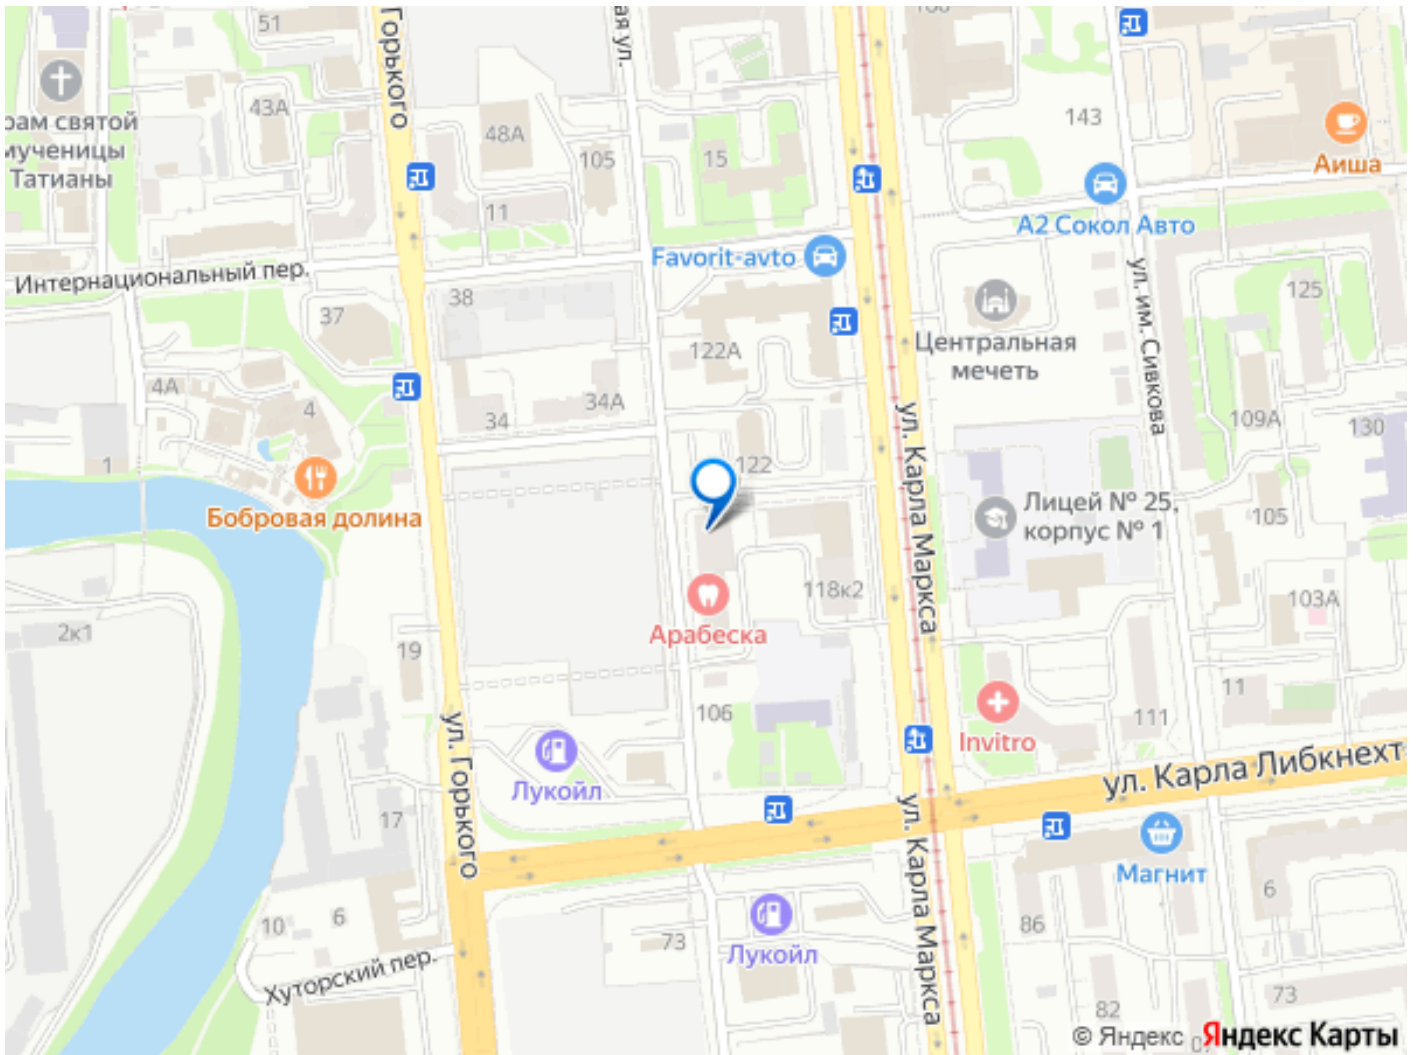 51
Горького
ая ул.
100
43А
48А
105
15
143
Аиша
рам святой
мученицы
Татианы
11
А2 Сокол Авто
Favorit-avto
Интернациональный пер.
38
37
122А
Центральная
мечеть
ул. им. Сивкова
125
4А
4
34
34А
109А
130
1
122
ул. Карла Маркса
Бобровая долина
Лицей № 25,
корпус № 1
105
118к2
103А
2к1
19
Арабеска
106
11
111
Invitro
ул. Горького
Лукойл
ул. Карла Либкнехт
17
ул. Карла Маркса
Магнит
10
6
73
Лукойл
86
6
Хуторский пер.
82
73
© Яндекс
Яндекс Карты